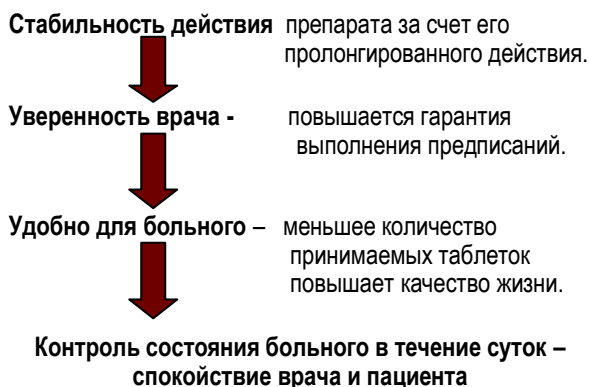 Стабильность действия препарата за счет его
пролонгированного действия.
Уверенность врача - повышается гарантия
выполнения предписаний.
Удобно для больного – меньшее количество
принимаемых таблеток
повышает качество жизни.
Контроль состояния больного в течение суток –
спокойствие врача и пациента